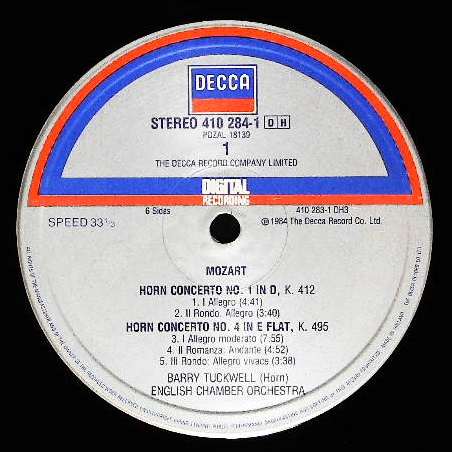 DECCA
STEREO 410 284-1 D H
PDZAL 18139
1
THE DECCA RECORD COMPANY LIMITED
DIGITAL
RECORDING
6 Sides
410 283-1 DH3
SPEED 33⅓
℗ 1984 The Decca Record Co. Ltd.
MOZART
HORN CONCERTO NO. 1 IN D, K. 412
1. I Allegro (4:41)
2. II Rondo. Allegro (3:40)
HORN CONCERTO NO. 4 IN E FLAT, K. 495
3. I Allegro moderato (7:55)
4. II Romanza: Andante (4:52)
5. III Rondo: Allegro vivace (3:38)
BARRY TUCKWELL (Horn)
ENGLISH CHAMBER ORCHESTRA